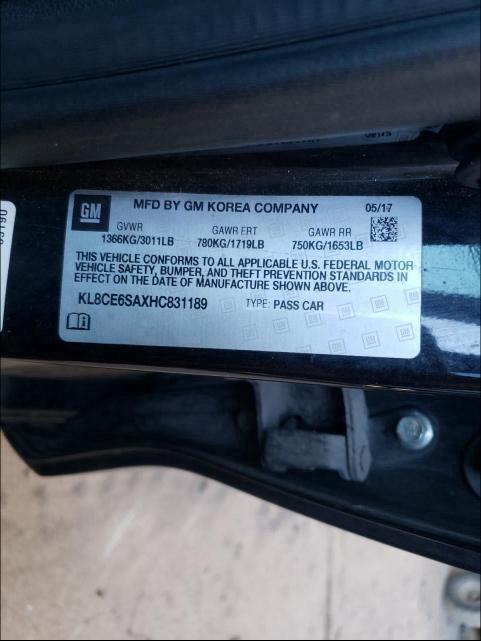 GM
MFD BY GM KOREA COMPANY 05/17
GVWR GAWR FRT GAWR RR
1366KG/3011LB 780KG/1719LB 750KG/1653LB
THIS VEHICLE CONFORMS TO ALL APPLICABLE U.S. FEDERAL MOTOR
VEHICLE SAFETY, BUMPER, AND THEFT PREVENTION STANDARDS IN
EFFECT ON THE DATE OF MANUFACTURE SHOWN ABOVE.
KL8CE6SAXHC831189 TYPE: PASS CAR